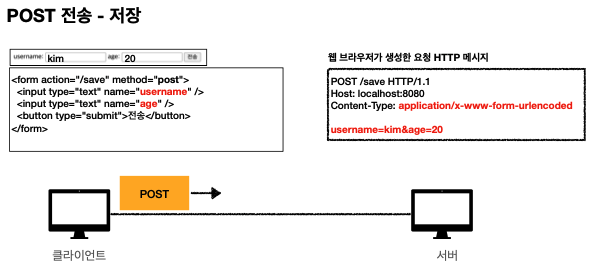 POST 전송 - 저장
username: kim age: 20 전송
<form action="/save" method="post">
<input type="text" name="username" />
<input type="text" name="age" />
<button type="submit">전송</button>
</form>
웹 브라우저가 생성한 요청 HTTP 메시지
POST /save HTTP/1.1
Host: localhost:8080
Content-Type: application/x-www-form-urlencoded
username=kim&age=20
POST
클라이언트
서버